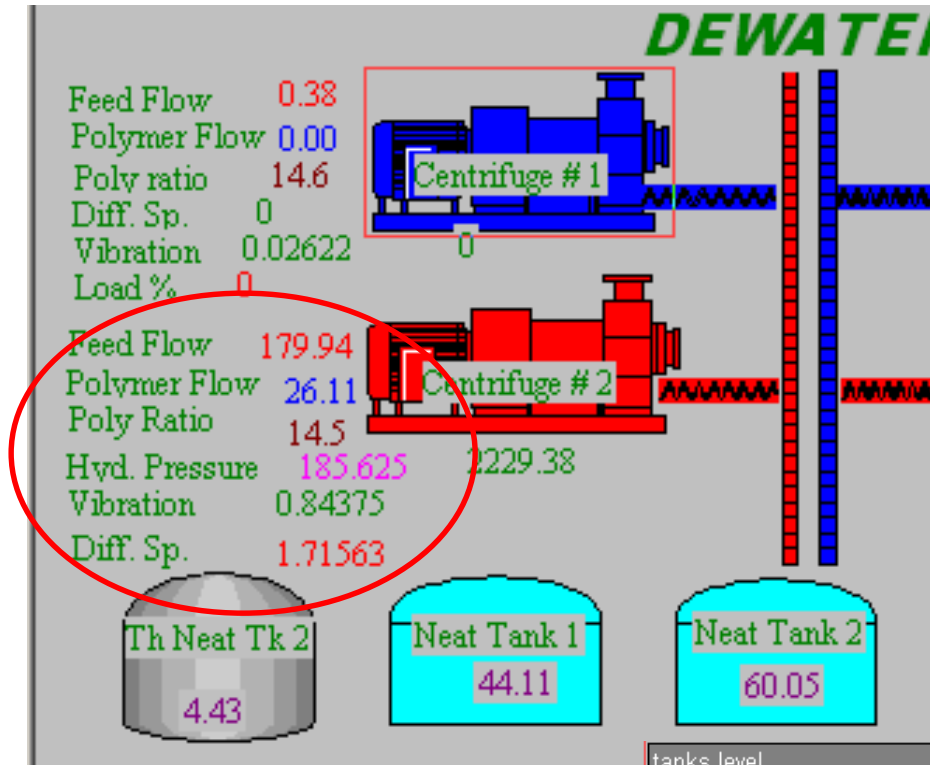 DEWATE
Feed Flow 0.38
Polymer Flow 0.00
Poly ratio 14.6
Centrifuge # 1
Diff. Sp. 0
Vibration 0.02622 0
Load % 0
Feed Flow 179.94
Polymer Flow 26.11
Centrifuge # 2
Poly Ratio 14.5
Hyd. Pressure 185.625 2229.38
Vibration 0.84375
Diff. Sp. 1.71563
Th Neat Tk 2
4.43
Neat Tank 1
44.11
Neat Tank 2
60.05
tanks level